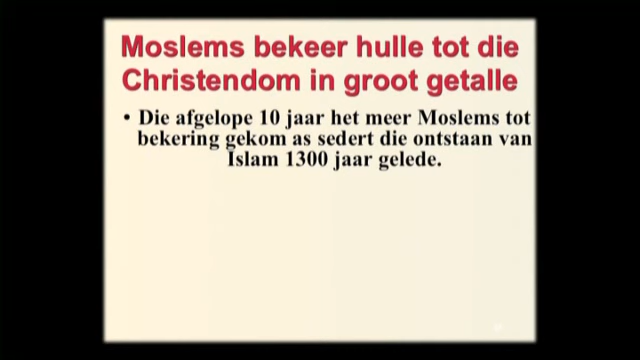 Moslems bekeer hulle tot die
Christendom in groot getalle
• Die afgelope 10 jaar het meer Moslems tot
bekering gekom as sedert die ontstaan van
Islam 1300 jaar gelede.